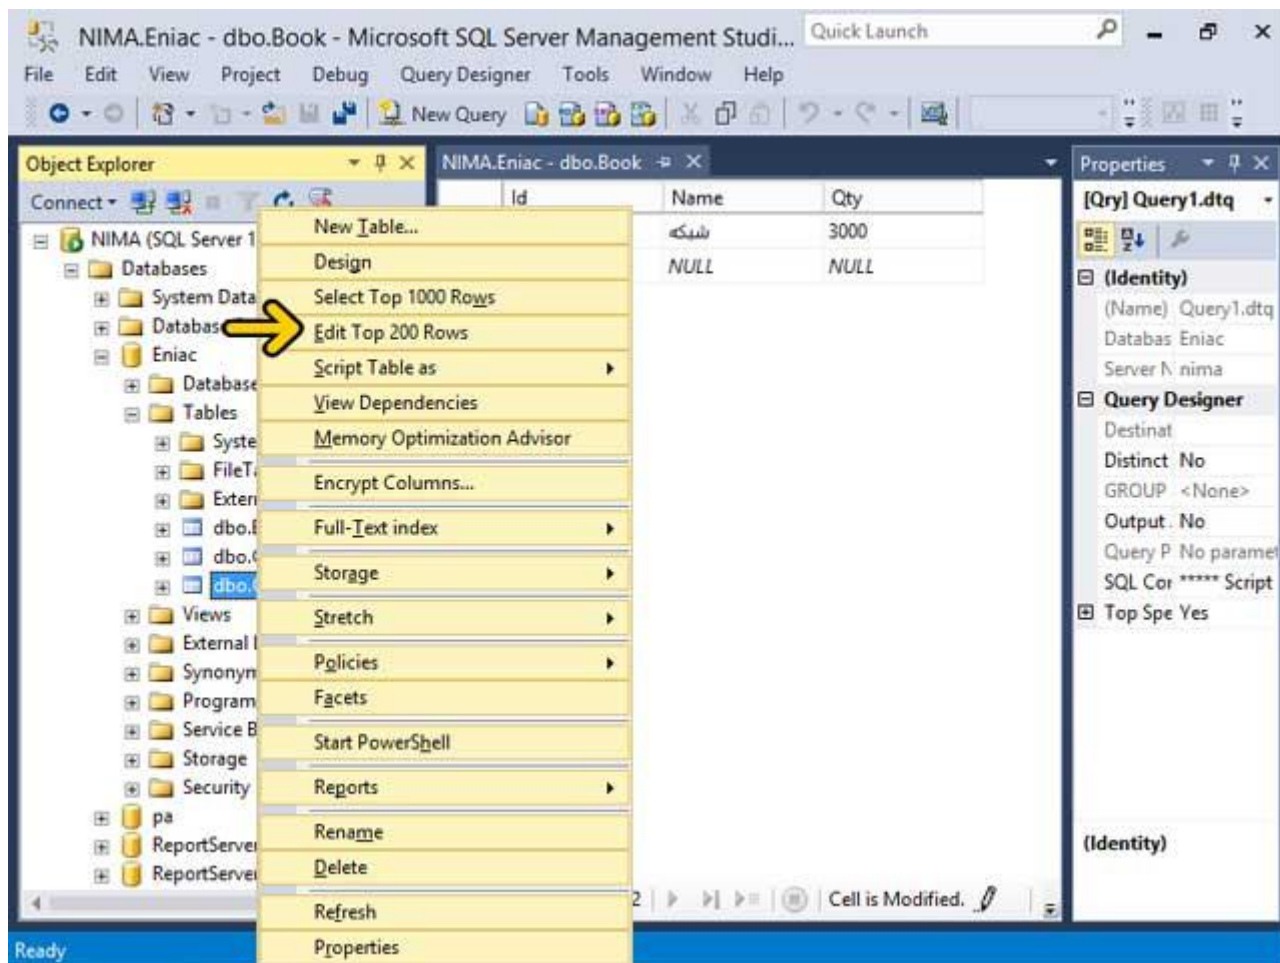 NIMA.Eniac - dbo.Book - Microsoft SQL Server Management Studi...
Quick Launch
File Edit View Project Debug Query Designer Tools Window Help
New Query
Object Explorer
Connect
NIMA (SQL Server 1
Databases
System Data
Databas
Eniac
Database
Tables
Syste
FileTa
Extern
dbo.
dbo.
dbo.
Views
External
Synonym
Program
Service B
Storage
Security
pa
ReportServer
ReportServer
New Table...
Design
Select Top 1000 Rows
Edit Top 200 Rows
Script Table as
View Dependencies
Memory Optimization Advisor
Encrypt Columns...
Full-Text index
Storage
Stretch
Policies
Facets
Start PowerShell
Reports
Rename
Delete
Refresh
Properties
NIMA.Eniac - dbo.Book
Id Name Qty
شبکه 3000
NULL NULL
2 Cell is Modified.
Properties
[Qry] Query1.dtq
(Identity)
(Name) Query1.dtq
Databas Eniac
Server N nima
Query Designer
Destinat
Distinct No
GROUP <None>
Output No
Query P No paramet
SQL Cor ***** Script
Top Spe Yes
(Identity)
Ready